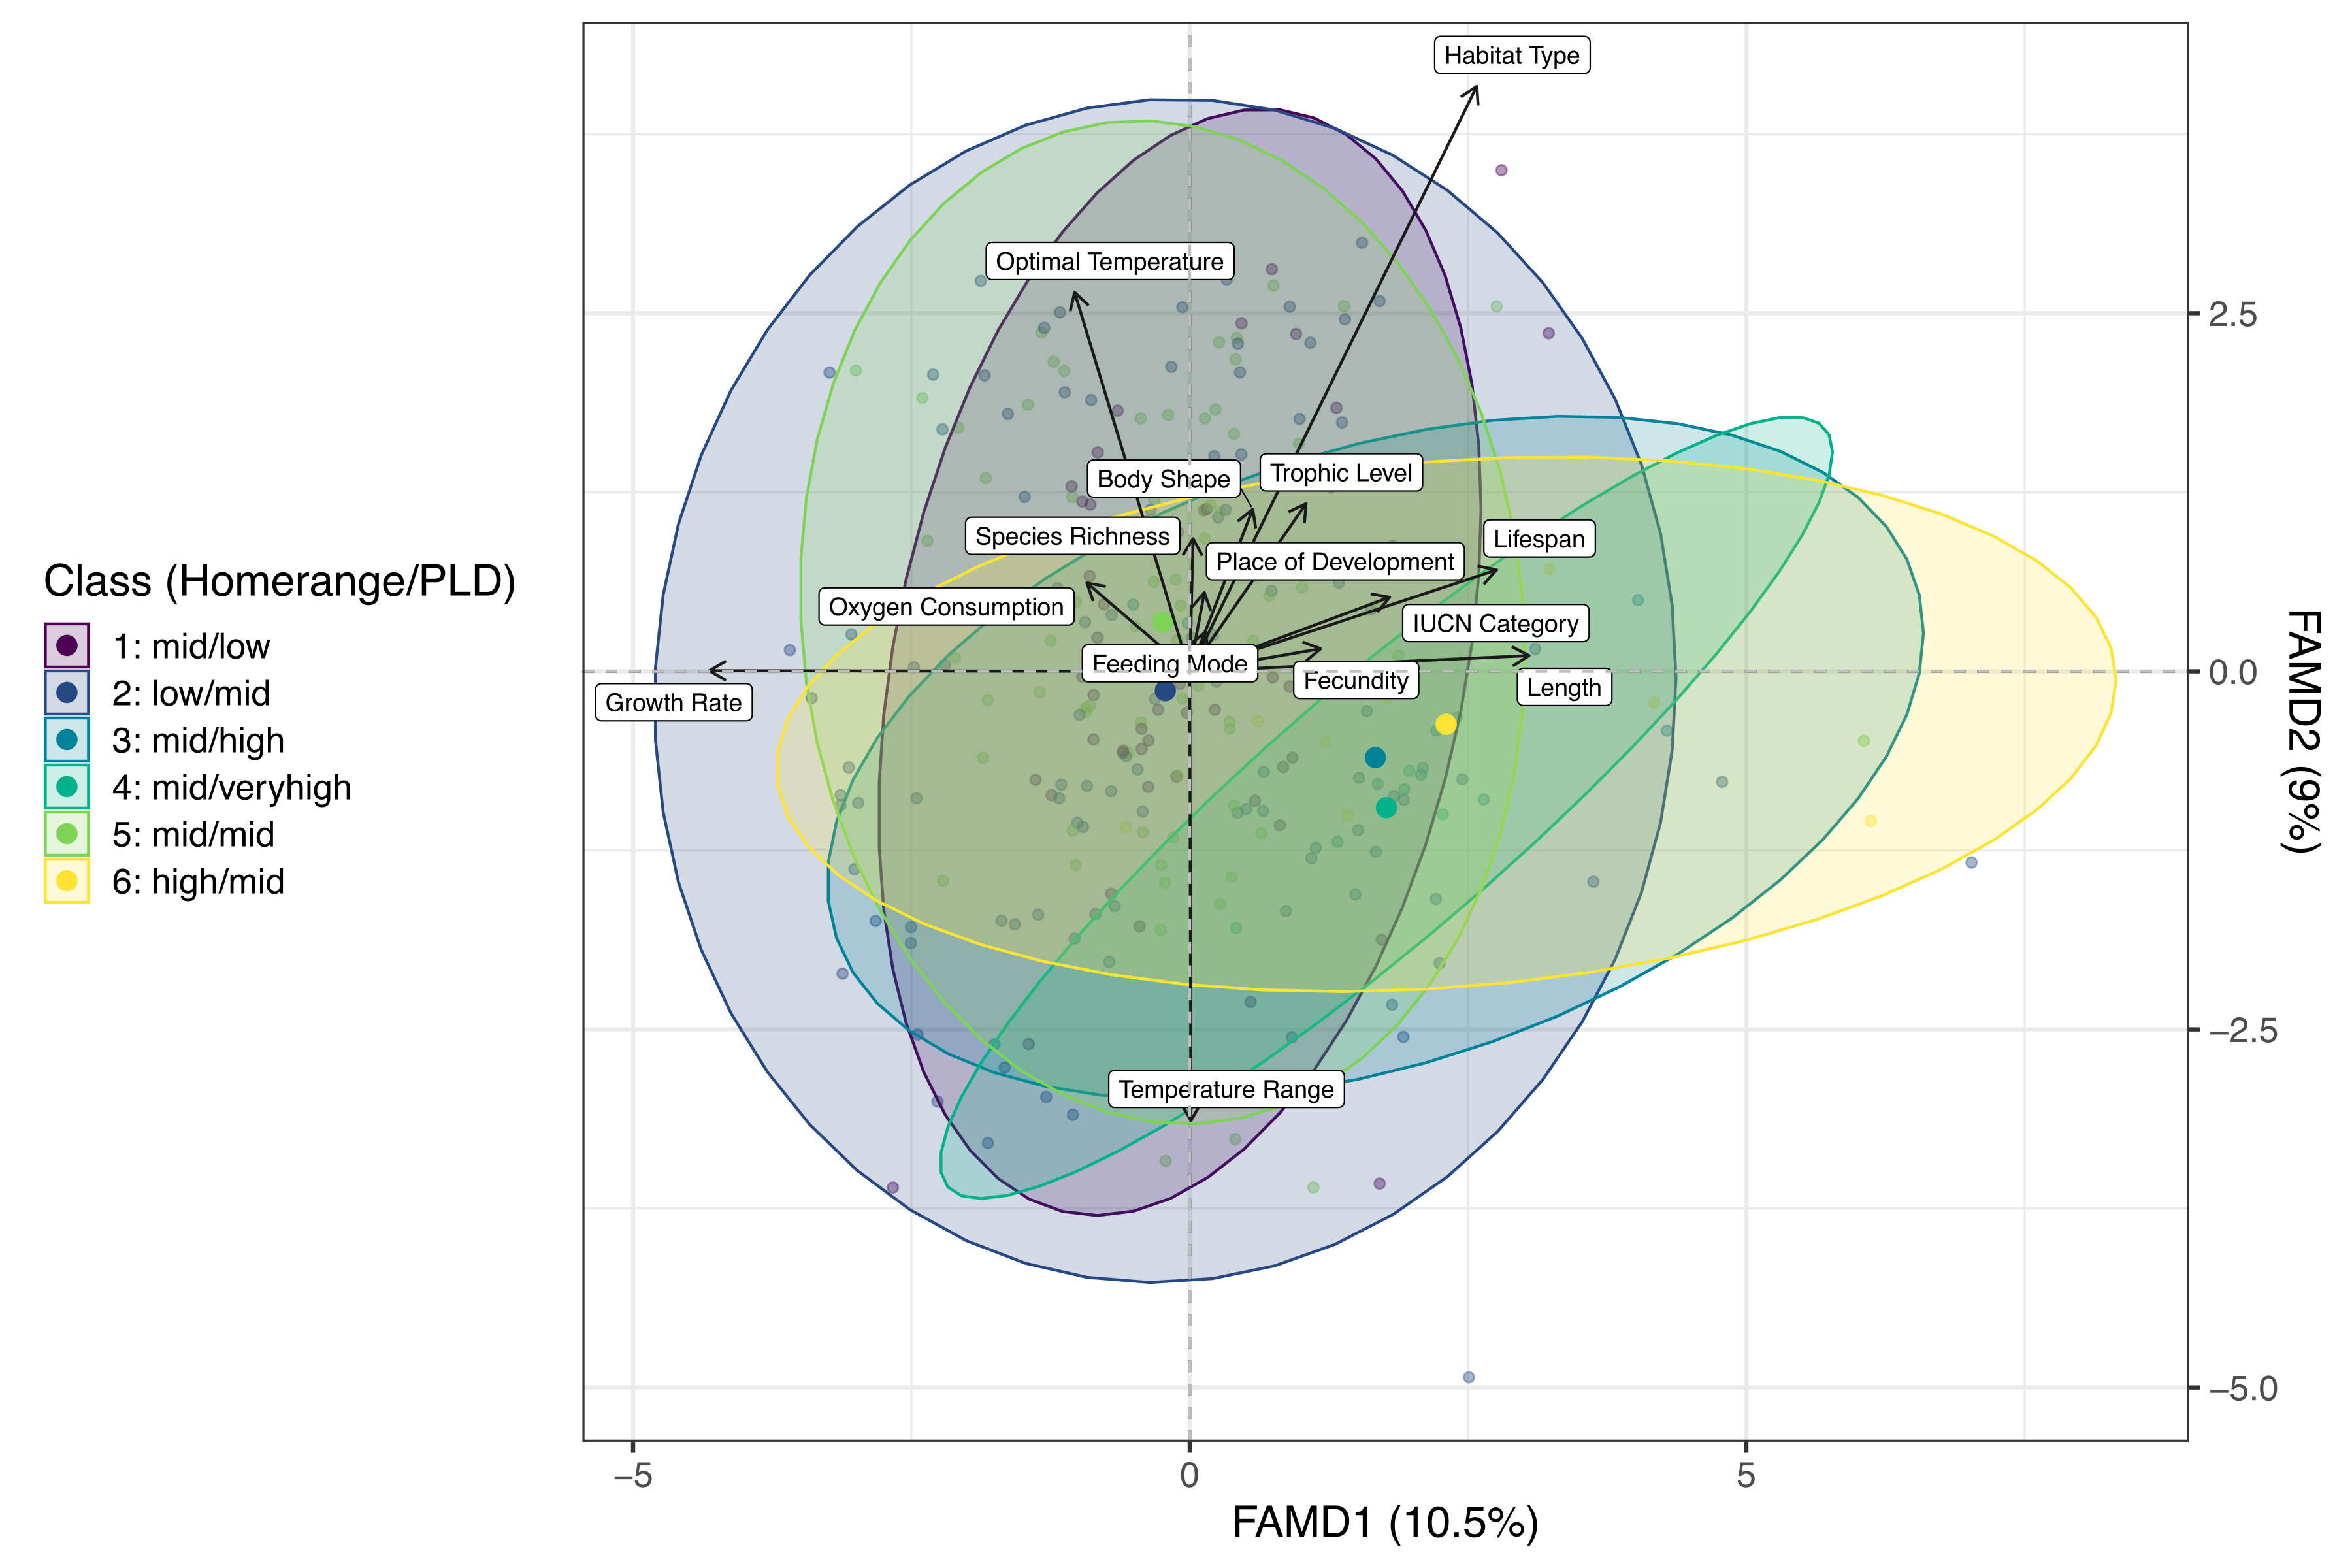 Class (Homerange/PLD)
1: mid/low
2: low/mid
3: mid/high
4: mid/veryhigh
5: mid/mid
6: high/mid
Habitat Type
Optimal Temperature
Body Shape
Trophic Level
Species Richness
Lifespan
Place of Development
Oxygen Consumption
IUCN Category
Feeding Mode
Fecundity
Length
Growth Rate
Temperature Range
2.5
0.0
−2.5
−5.0
FAMD2 (9%)
−5
0
5
FAMD1 (10.5%)